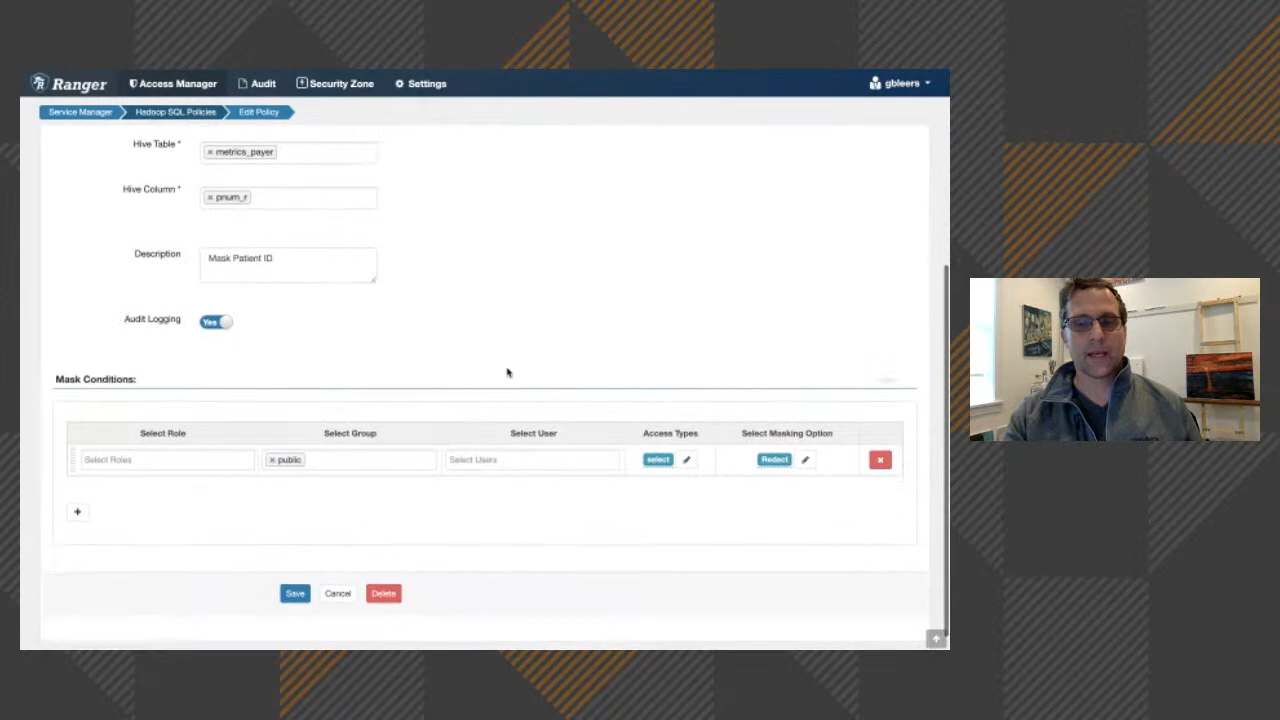 Ranger Access Manager Audit Security Zone Settings gbleers
Service Manager Hadoop SQL Policies Edit Policy
Hive Table * × metrics_payer
Hive Column * × pnum_r
Description Mask Patient ID
Audit Logging Yes
Mask Conditions:
Select Role Select Group Select User Access Types Select Masking Option
Select Roles × public Select Users select Redact ×
+
Save Cancel Delete